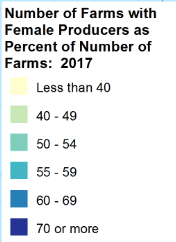 Number of Farms with
Female Producers as
Percent of Number of
Farms:  2017
Less than 40
40 - 49
50 - 54
55 - 59
60 - 69
70 or more